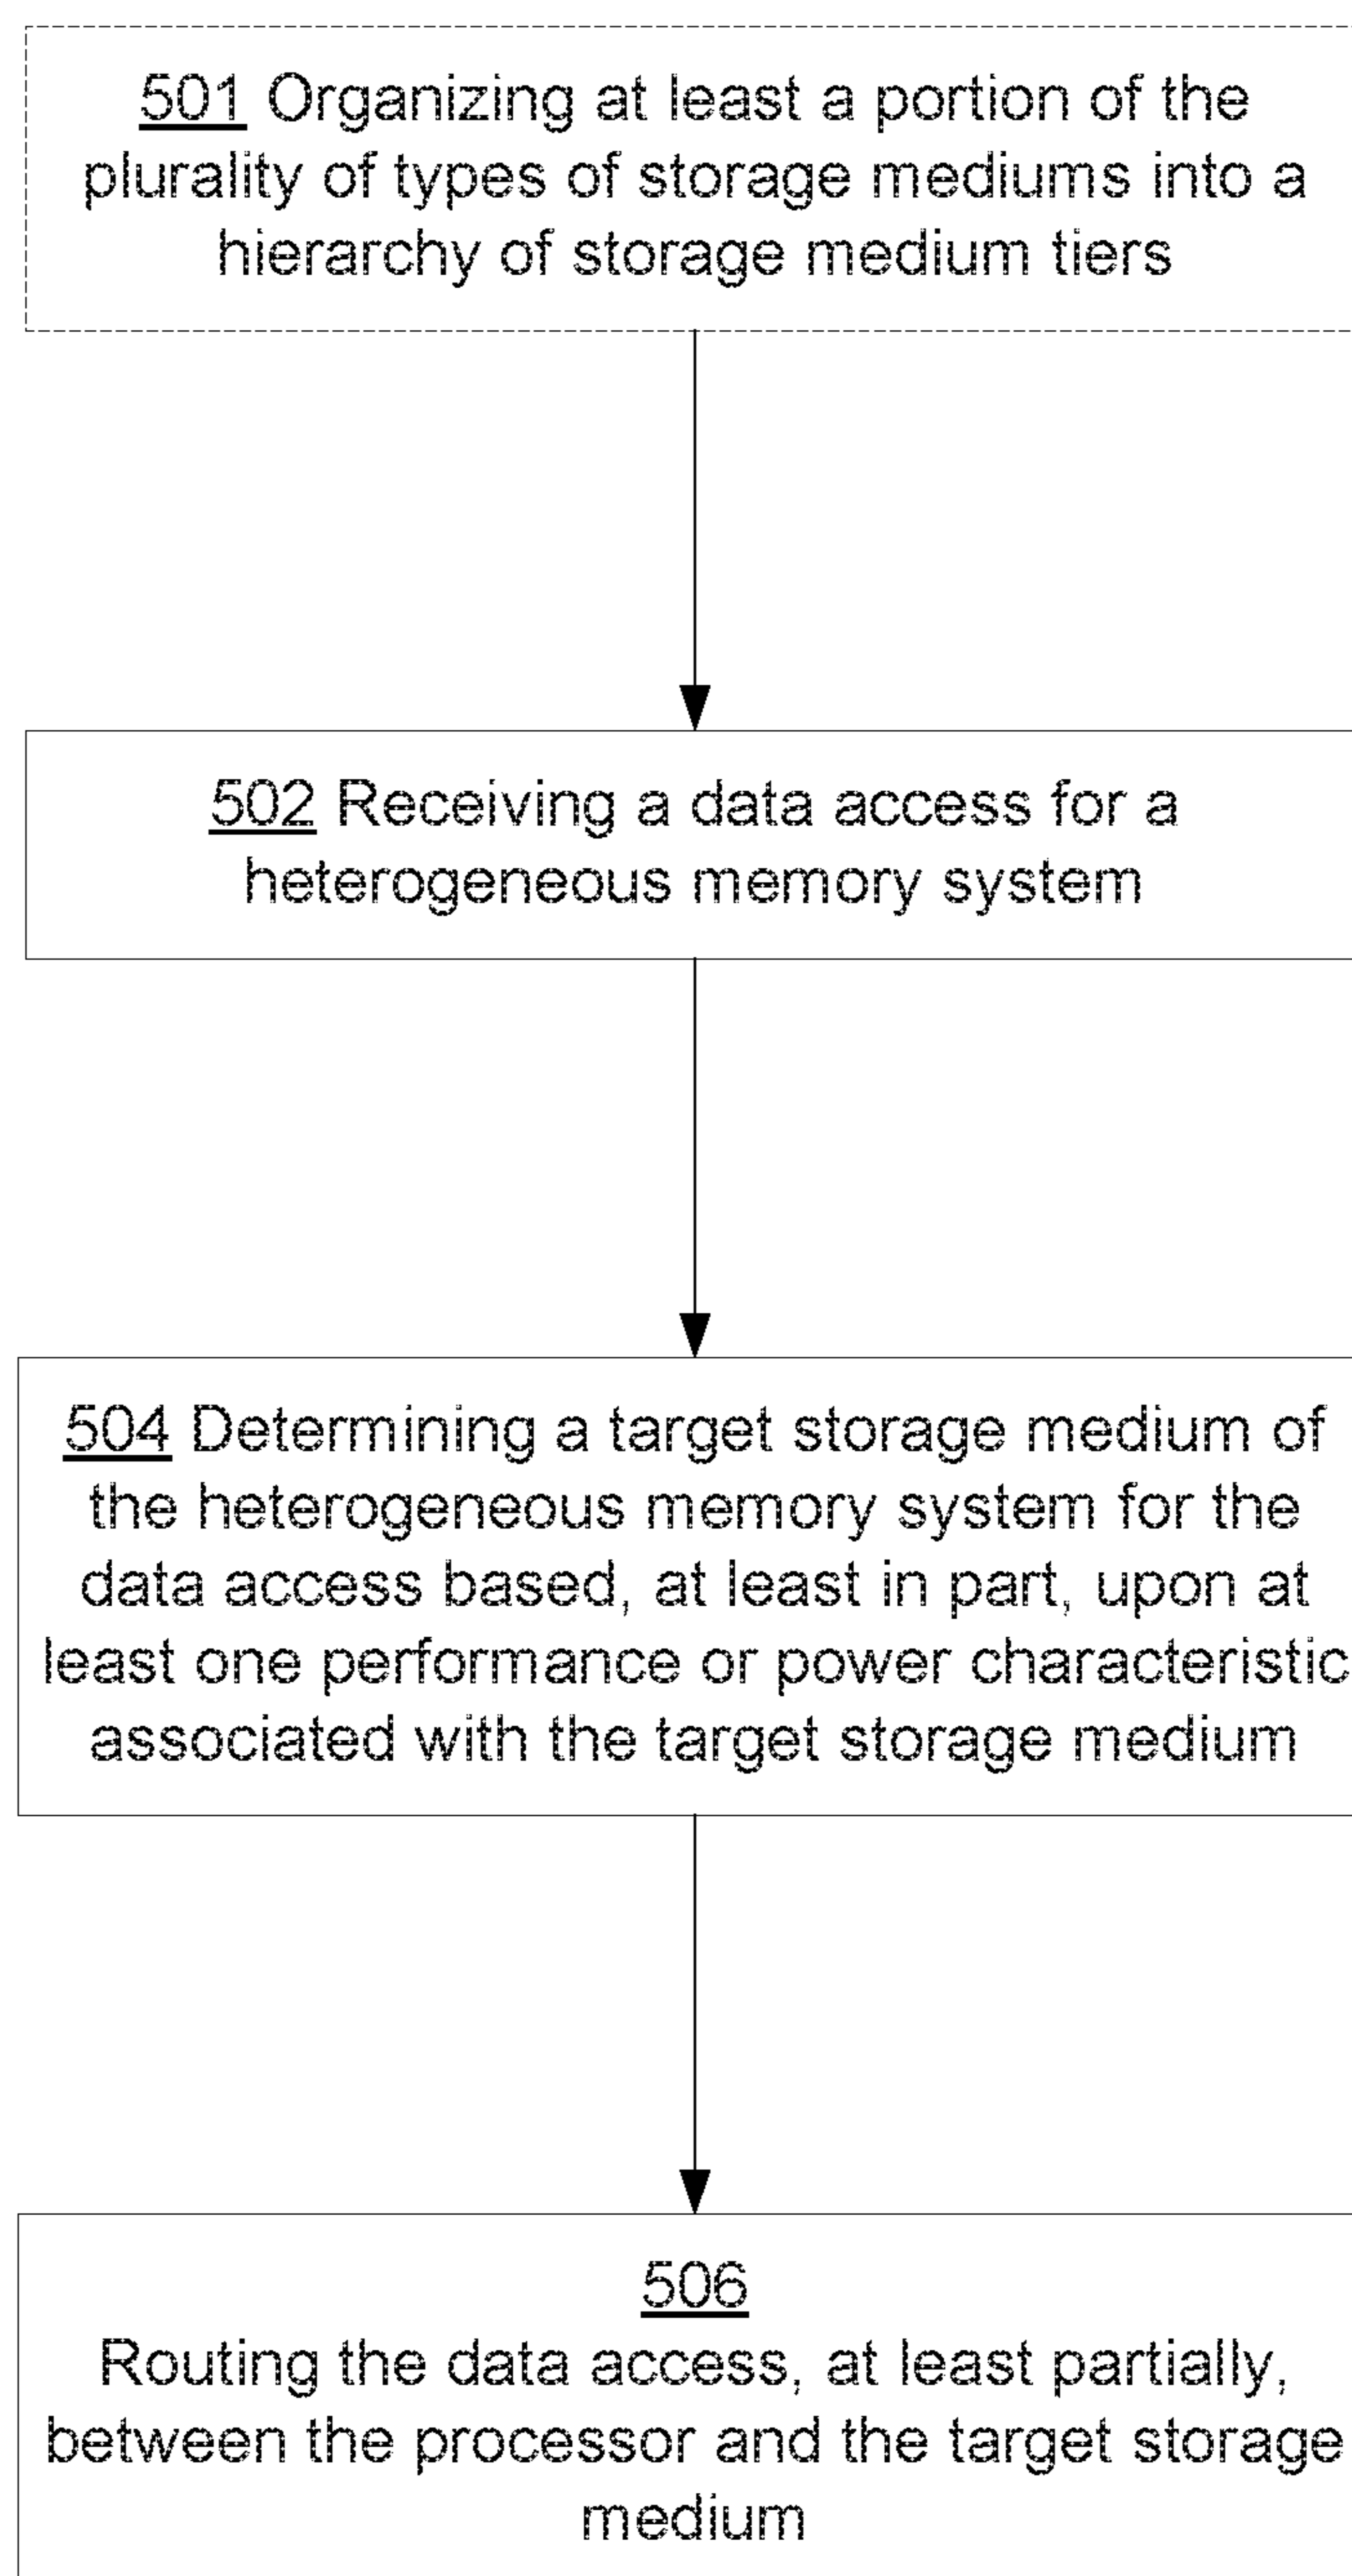 501 Organizing at least a portion of the
plurality of types of storage mediums into a
hierarchy of storage medium tiers
502 Receiving a data access for a
heterogeneous memory system
504 Determining a target storage medium of
the heterogeneous memory system for the
data access based, at least in part, upon at
least one performance or power characteristic
associated with the target storage medium
506
Routing the data access, at least partially,
between the processor and the target storage
medium